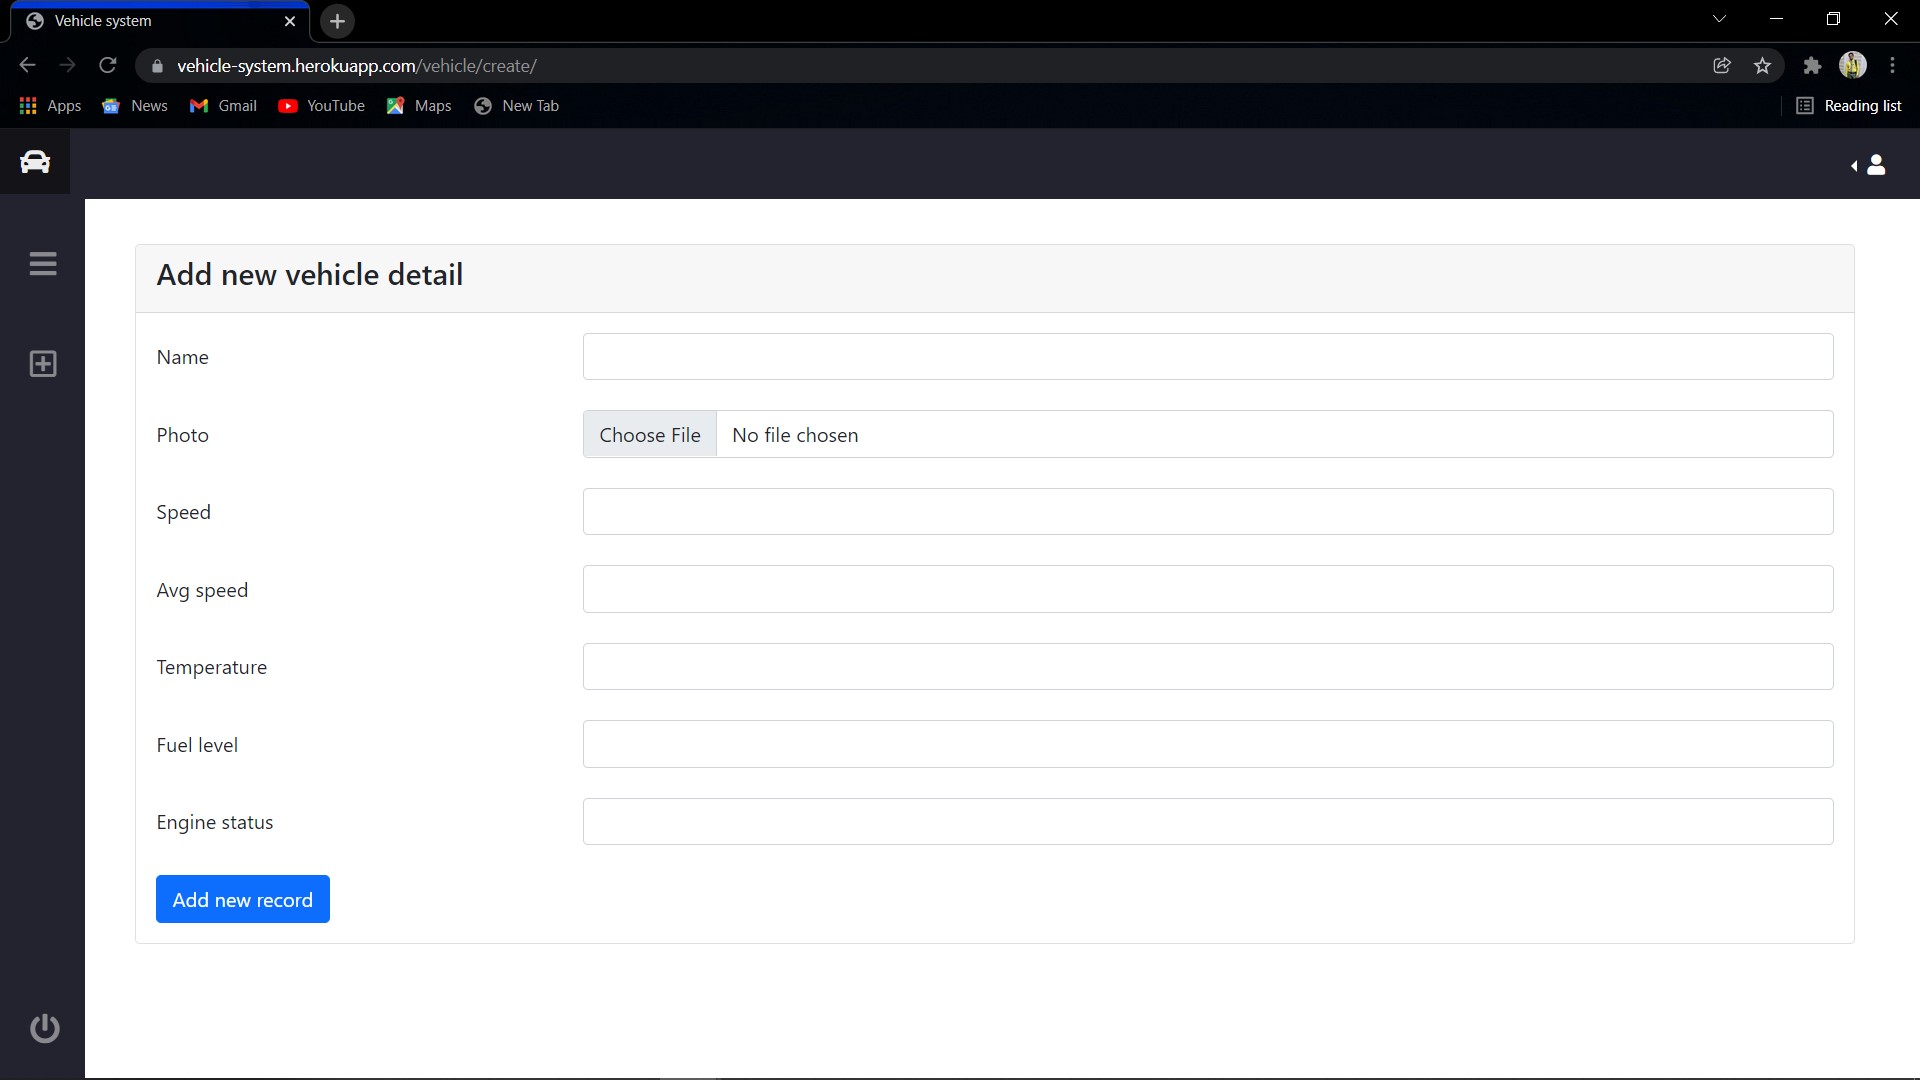 Vehicle system
vehicle-system.herokuapp.com/vehicle/create/
Apps News Gmail YouTube Maps New Tab Reading list
Add new vehicle detail
Name
Photo Choose File No file chosen
Speed
Avg speed
Temperature
Fuel level
Engine status
Add new record